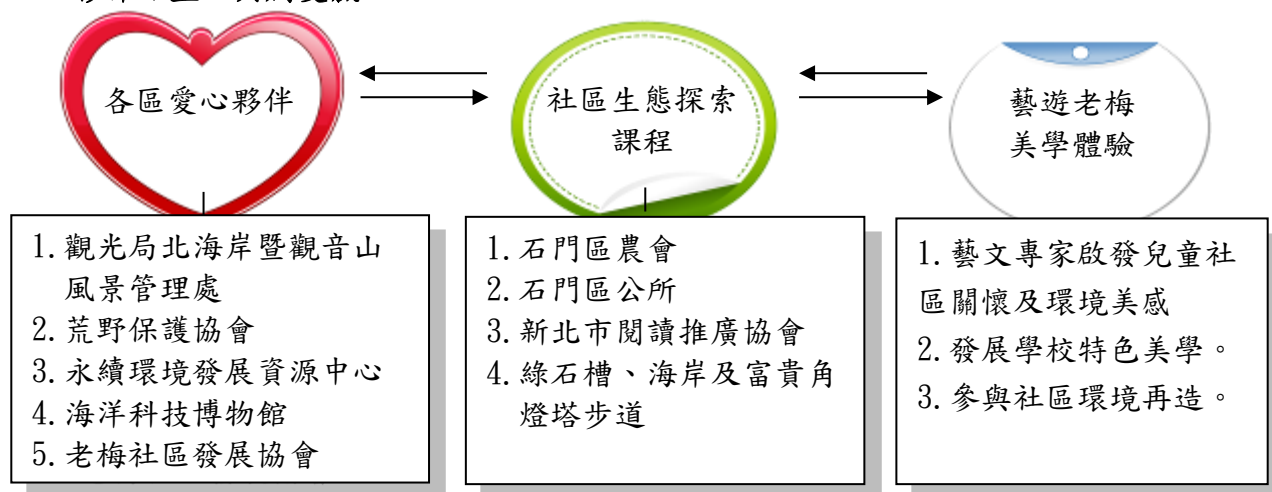 各區愛心夥伴
社區生態探索
課程
藝遊老梅
美學體驗
1.觀光局北海岸暨觀音山
風景管理處
2.荒野保護協會
3.永續環境發展資源中心
4.海洋科技博物館
5.老梅社區發展協會
1.石門區農會
2.石門區公所
3.新北市閱讀推廣協會
4.綠石槽、海岸及富貴角
燈塔步道
1.藝文專家啟發兒童社
區關懷及環境美感
2.發展學校特色美學。
3.參與社區環境再造。